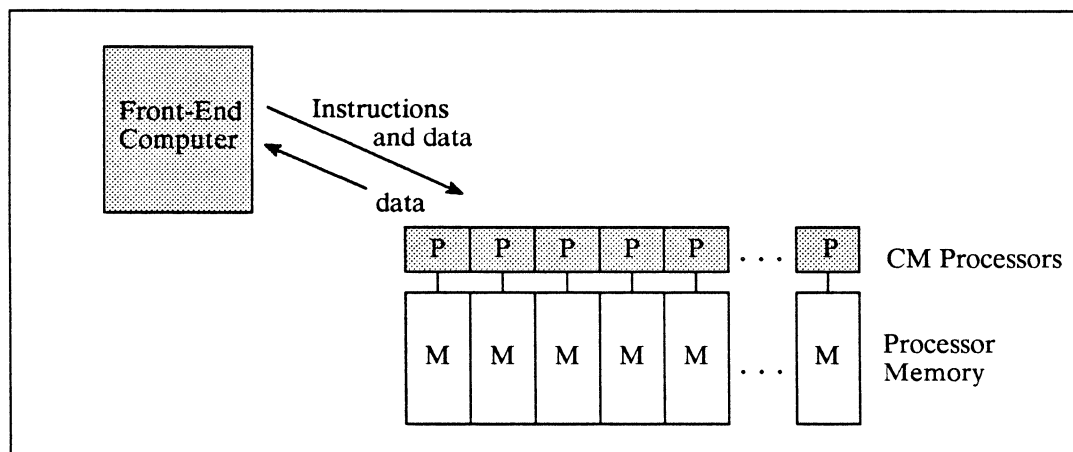 Front-End
Computer
Instructions
and data
data
P P P P P . . . P
CM Processors
M M M M M . . . M
Processor
Memory